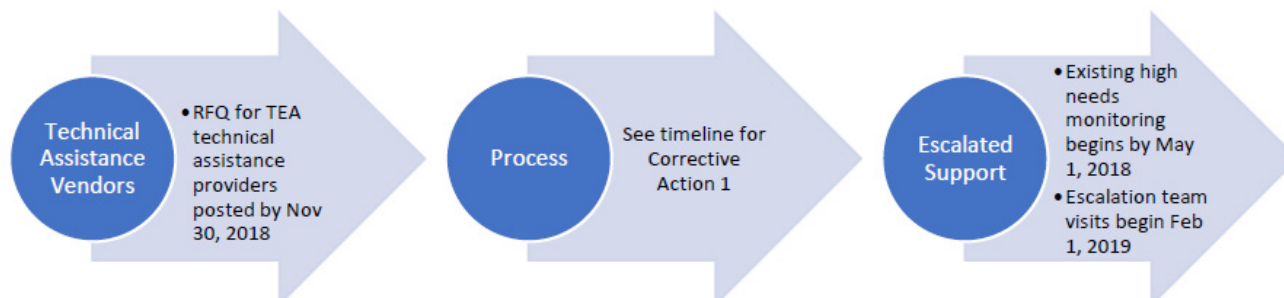 Technical
Assistance
Vendors
•RFQ for TEA
technical
assistance
providers
posted by Nov
30, 2018
Process
See timeline for
Corrective
Action 1
Escalated
Support
•Existing high
needs
monitoring
begins by May
1, 2018
•Escalation team
visits begin Feb
1, 2019